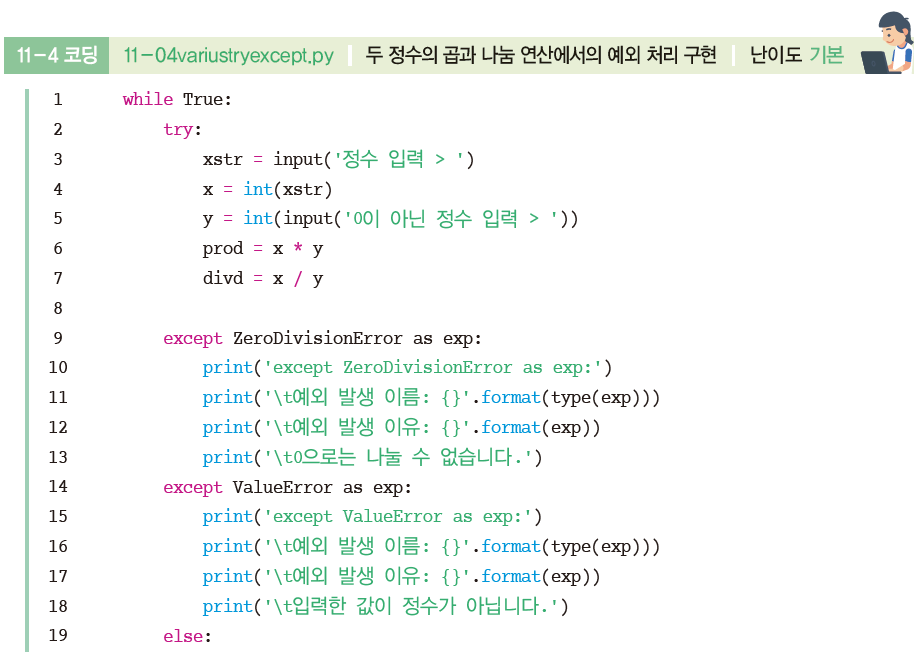 11-4 코딩 11-04variustryexcept.py 두 정수의 곱과 나눗 연산에서의 예외 처리 구현 난이도 기본
1 while True:
2 try:
3 xstr = input('정수 입력 > ')
4 x = int(xstr)
5 y = int(input('0이 아닌 정수 입력 > '))
6 prod = x * y
7 divd = x / y
8
9 except ZeroDivisionError as exp:
10 print('except ZeroDivisionError as exp:')
11 print('\t예외 발생 이름: {}'.format(type(exp)))
12 print('\t예외 발생 이유: {}'.format(exp))
13 print('\t0으로는 나눌 수 없습니다.')
14 except ValueError as exp:
15 print('except ValueError as exp:')
16 print('\t예외 발생 이름: {}'.format(type(exp)))
17 print('\t예외 발생 이유: {}'.format(exp))
18 print('\t입력한 값이 정수가 아닙니다.')
19 else: